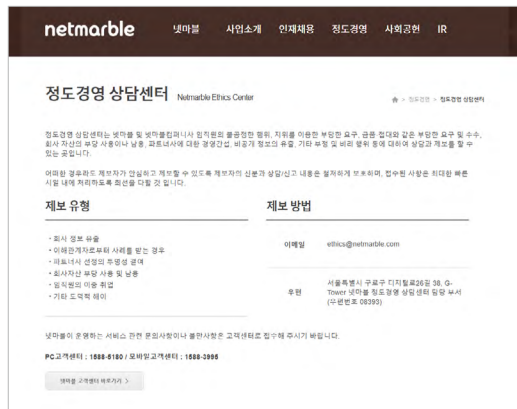 netmarble
넷마블 사업소개 인재채용 정도경영 사회공헌 IR
정도경영 상담센터 Netmarble Ethics Center
> 정도경영 > 정도경영 상담센터
정도경영 상담센터는 넷마블 및 넷마블컴퍼니사 임직원의 불공정한 행위, 지위를 이용한 부당한 요구, 금품 접대와 같은 부당한 요구 및 수수,
회사 자산의 부당 사용이나 남용, 파트너사에 대한 경영간섭, 비공개 정보의 유출, 기타 부정 및 비리 행위 등에 대하여 상담과 제보를 할 수
있는 곳입니다.
어떠한 경우라도 제보자가 안심하고 제보할 수 있도록 제보자의 신분과 상담/신고 내용은 철저하게 보호하며, 접수된 사항은 최대한 빠른
시일 내에 처리하도록 최선을 다할 것 입니다.
제보 유형
· 회사 정보 유출
· 이해관계자로부터 사례를 받는 경우
· 파트너사 선정의 투명성 결여
· 회사자산 부당 사용 및 남용
· 임직원의 이중 취업
· 기타 도덕적 해이
제보 방법
이메일 ethics@netmarble.com
우편 서울특별시 구로구 디지털로26길 38, G-
Tower 넷마블 정도경영 상담센터 담당 부서
(우편번호 08393)
넷마블이 운영하는 서비스 관련 문의사항이나 불만사항은 고객센터로 접수해 주시기 바랍니다.
PC고객센터 : 1588-5180 / 모바일고객센터 : 1588-3995
넷마블 고객센터 바로가기 >